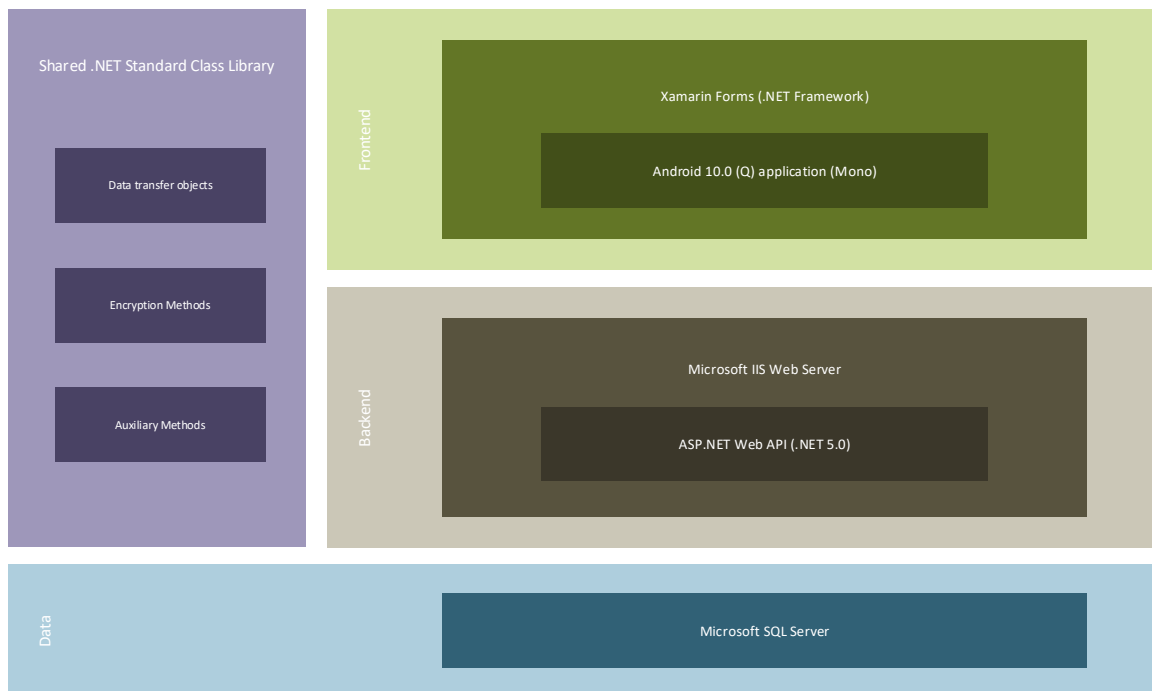 Shared .NET Standard Class Library
Data transfer objects
Encryption Methods
Auxiliary Methods
Frontend
Xamarin Forms (.NET Framework)
Android 10.0 (Q) application (Mono)
Backend
Microsoft IIS Web Server
ASP.NET Web API (.NET 5.0)
Data
Microsoft SQL Server